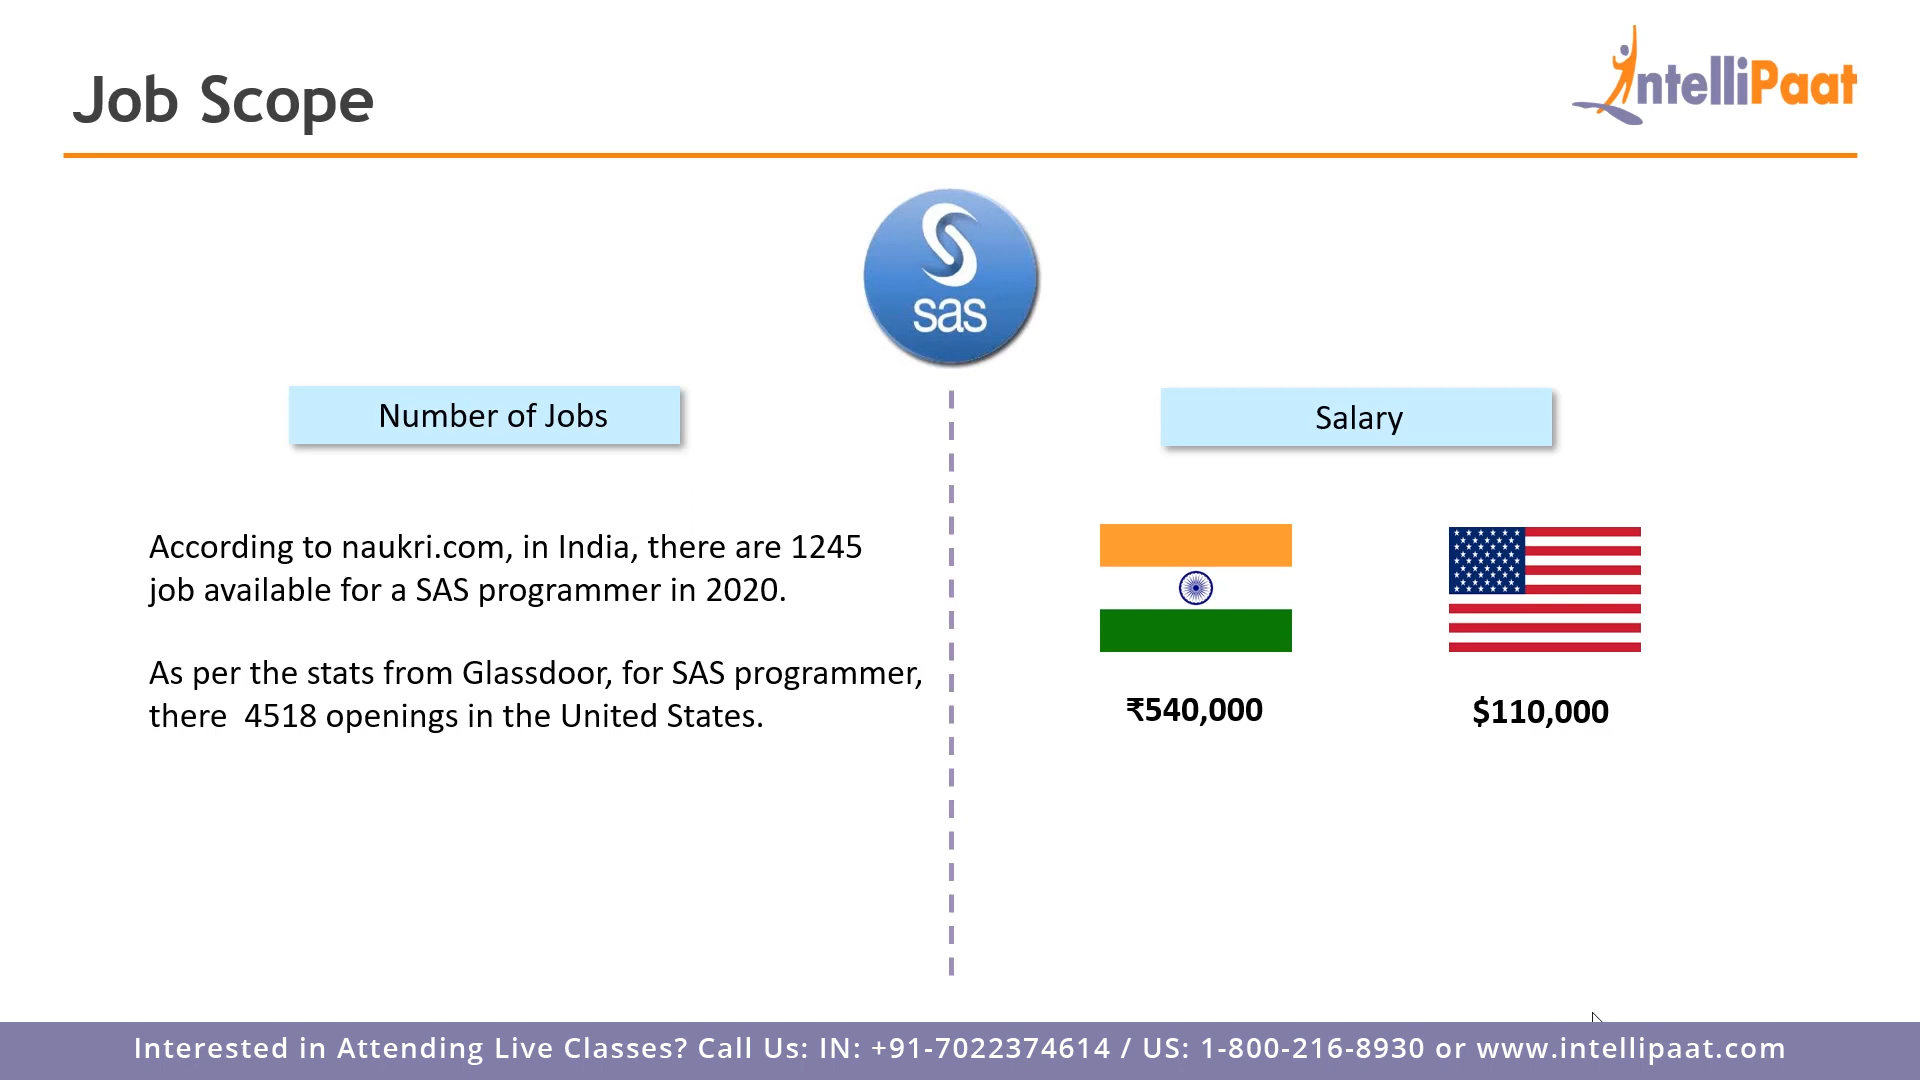 Job Scope
IntelliPaat
sas
Number of Jobs
According to naukri.com, in India, there are 1245
job available for a SAS programmer in 2020.
As per the stats from Glassdoor, for SAS programmer,
there  4518 openings in the United States.
Salary
₹540,000
$110,000
Interested in Attending Live Classes? Call Us: IN: +91-7022374614 / US: 1-800-216-8930 or www.intellipaat.com